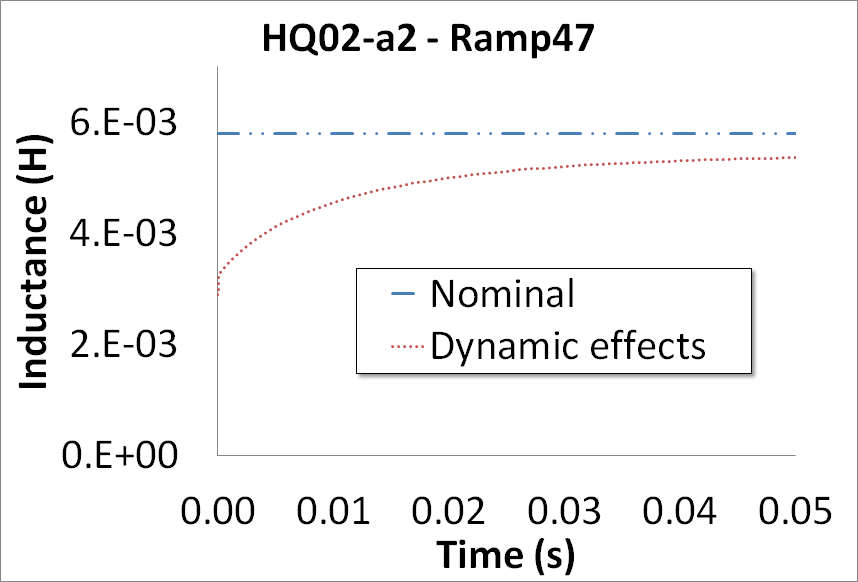 HQ02-a2 - Ramp47
Inductance (H)
6.E-03
4.E-03
2.E-03
0.E+00
Nominal
Dynamic effects
0.00 0.01 0.02 0.03 0.04 0.05
Time (s)